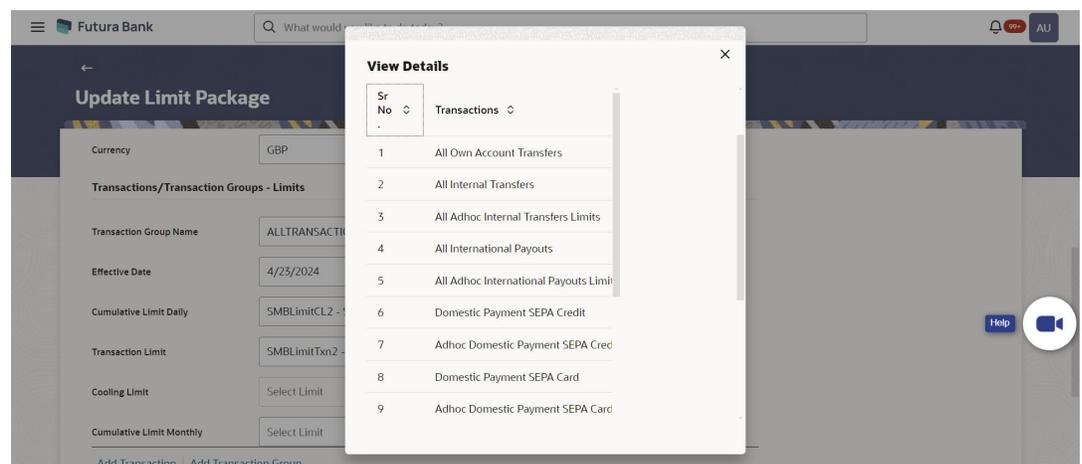 Futura Bank
What would
99+
AU
Update Limit Package
View Details
Sr
No
.
Transactions
1 All Own Account Transfers
2 All Internal Transfers
3 All Adhoc Internal Transfers Limits
4 All International Payouts
5 All Adhoc International Payouts Limi
6 Domestic Payment SEPA Credit
7 Adhoc Domestic Payment SEPA Cred
8 Domestic Payment SEPA Card
9 Adhoc Domestic Payment SEPA Card
Currency GBP
Transactions/Transaction Groups - Limits
Transaction Group Name ALLTRANSACTI
Effective Date 4/23/2024
Cumulative Limit Daily SMBLimitCL2 -
Transaction Limit SMBLimitTxn2 -
Cooling Limit Select Limit
Cumulative Limit Monthly Select Limit
Add Transaction Add Transaction Group
Help